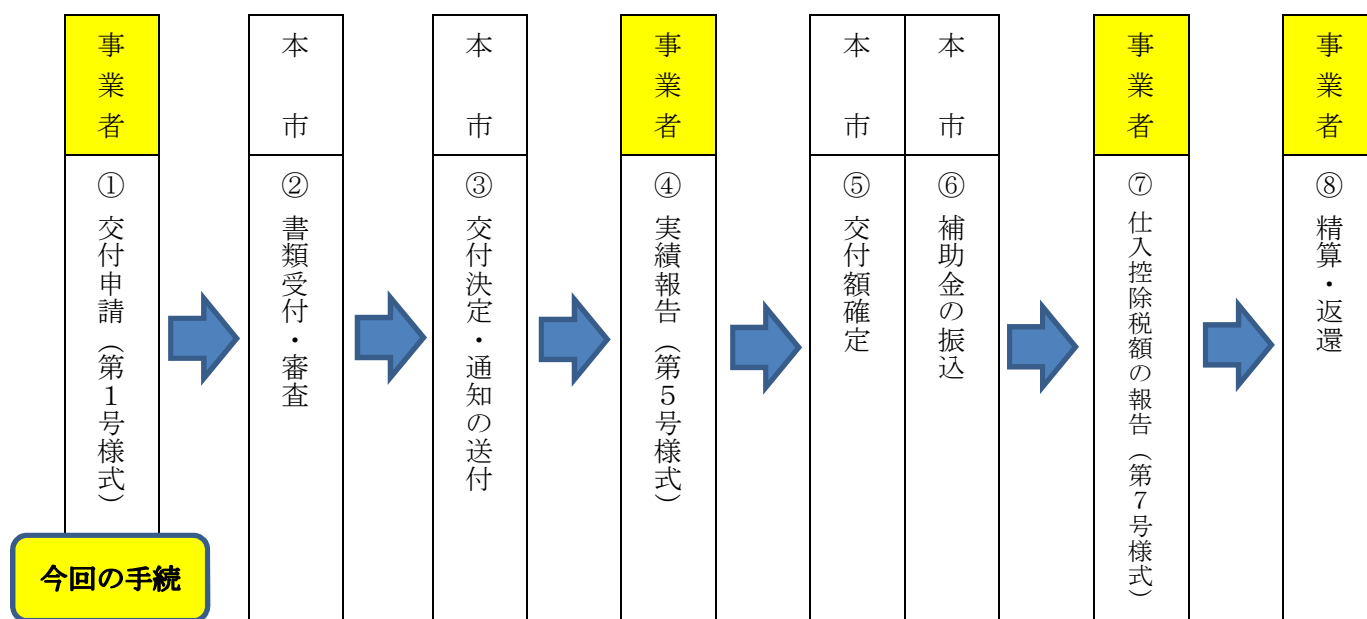 事業者
① 交付申請（第１号様式）
今回の手続
本市
② 書類受付・審査
本市
③ 交付決定・通知の送付
事業者
④ 実績報告（第５号様式）
本市
⑤ 交付額確定
本市
⑥ 補助金の振込
事業者
⑦ 仕入控除税額の報告（第７号様式）
事業者
⑧ 精算・返還